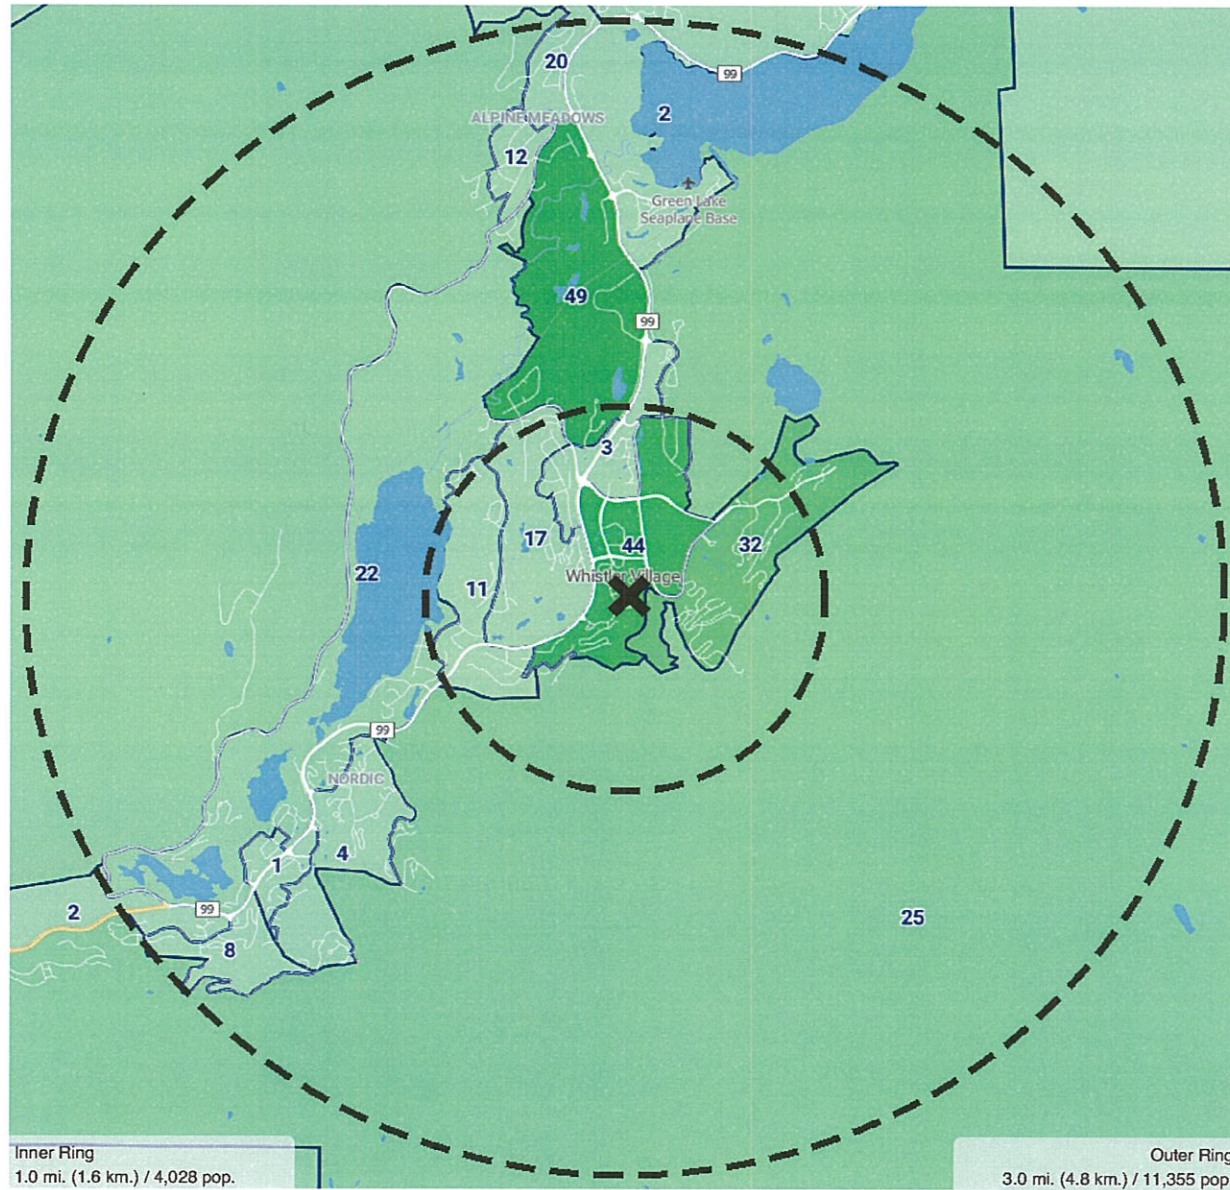 20
99
2
ALPINE MEADOWS
12
Green Lake
Seaplane Base
49
99
3
17
44
32
22
Whistler Village
11
99
NORDIC
1
4
2
99
25
8
Inner Ring
1.0 mi. (1.6 km.) / 4,028 pop.
Outer Ring
3.0 mi. (4.8 km.) / 11,355 pop